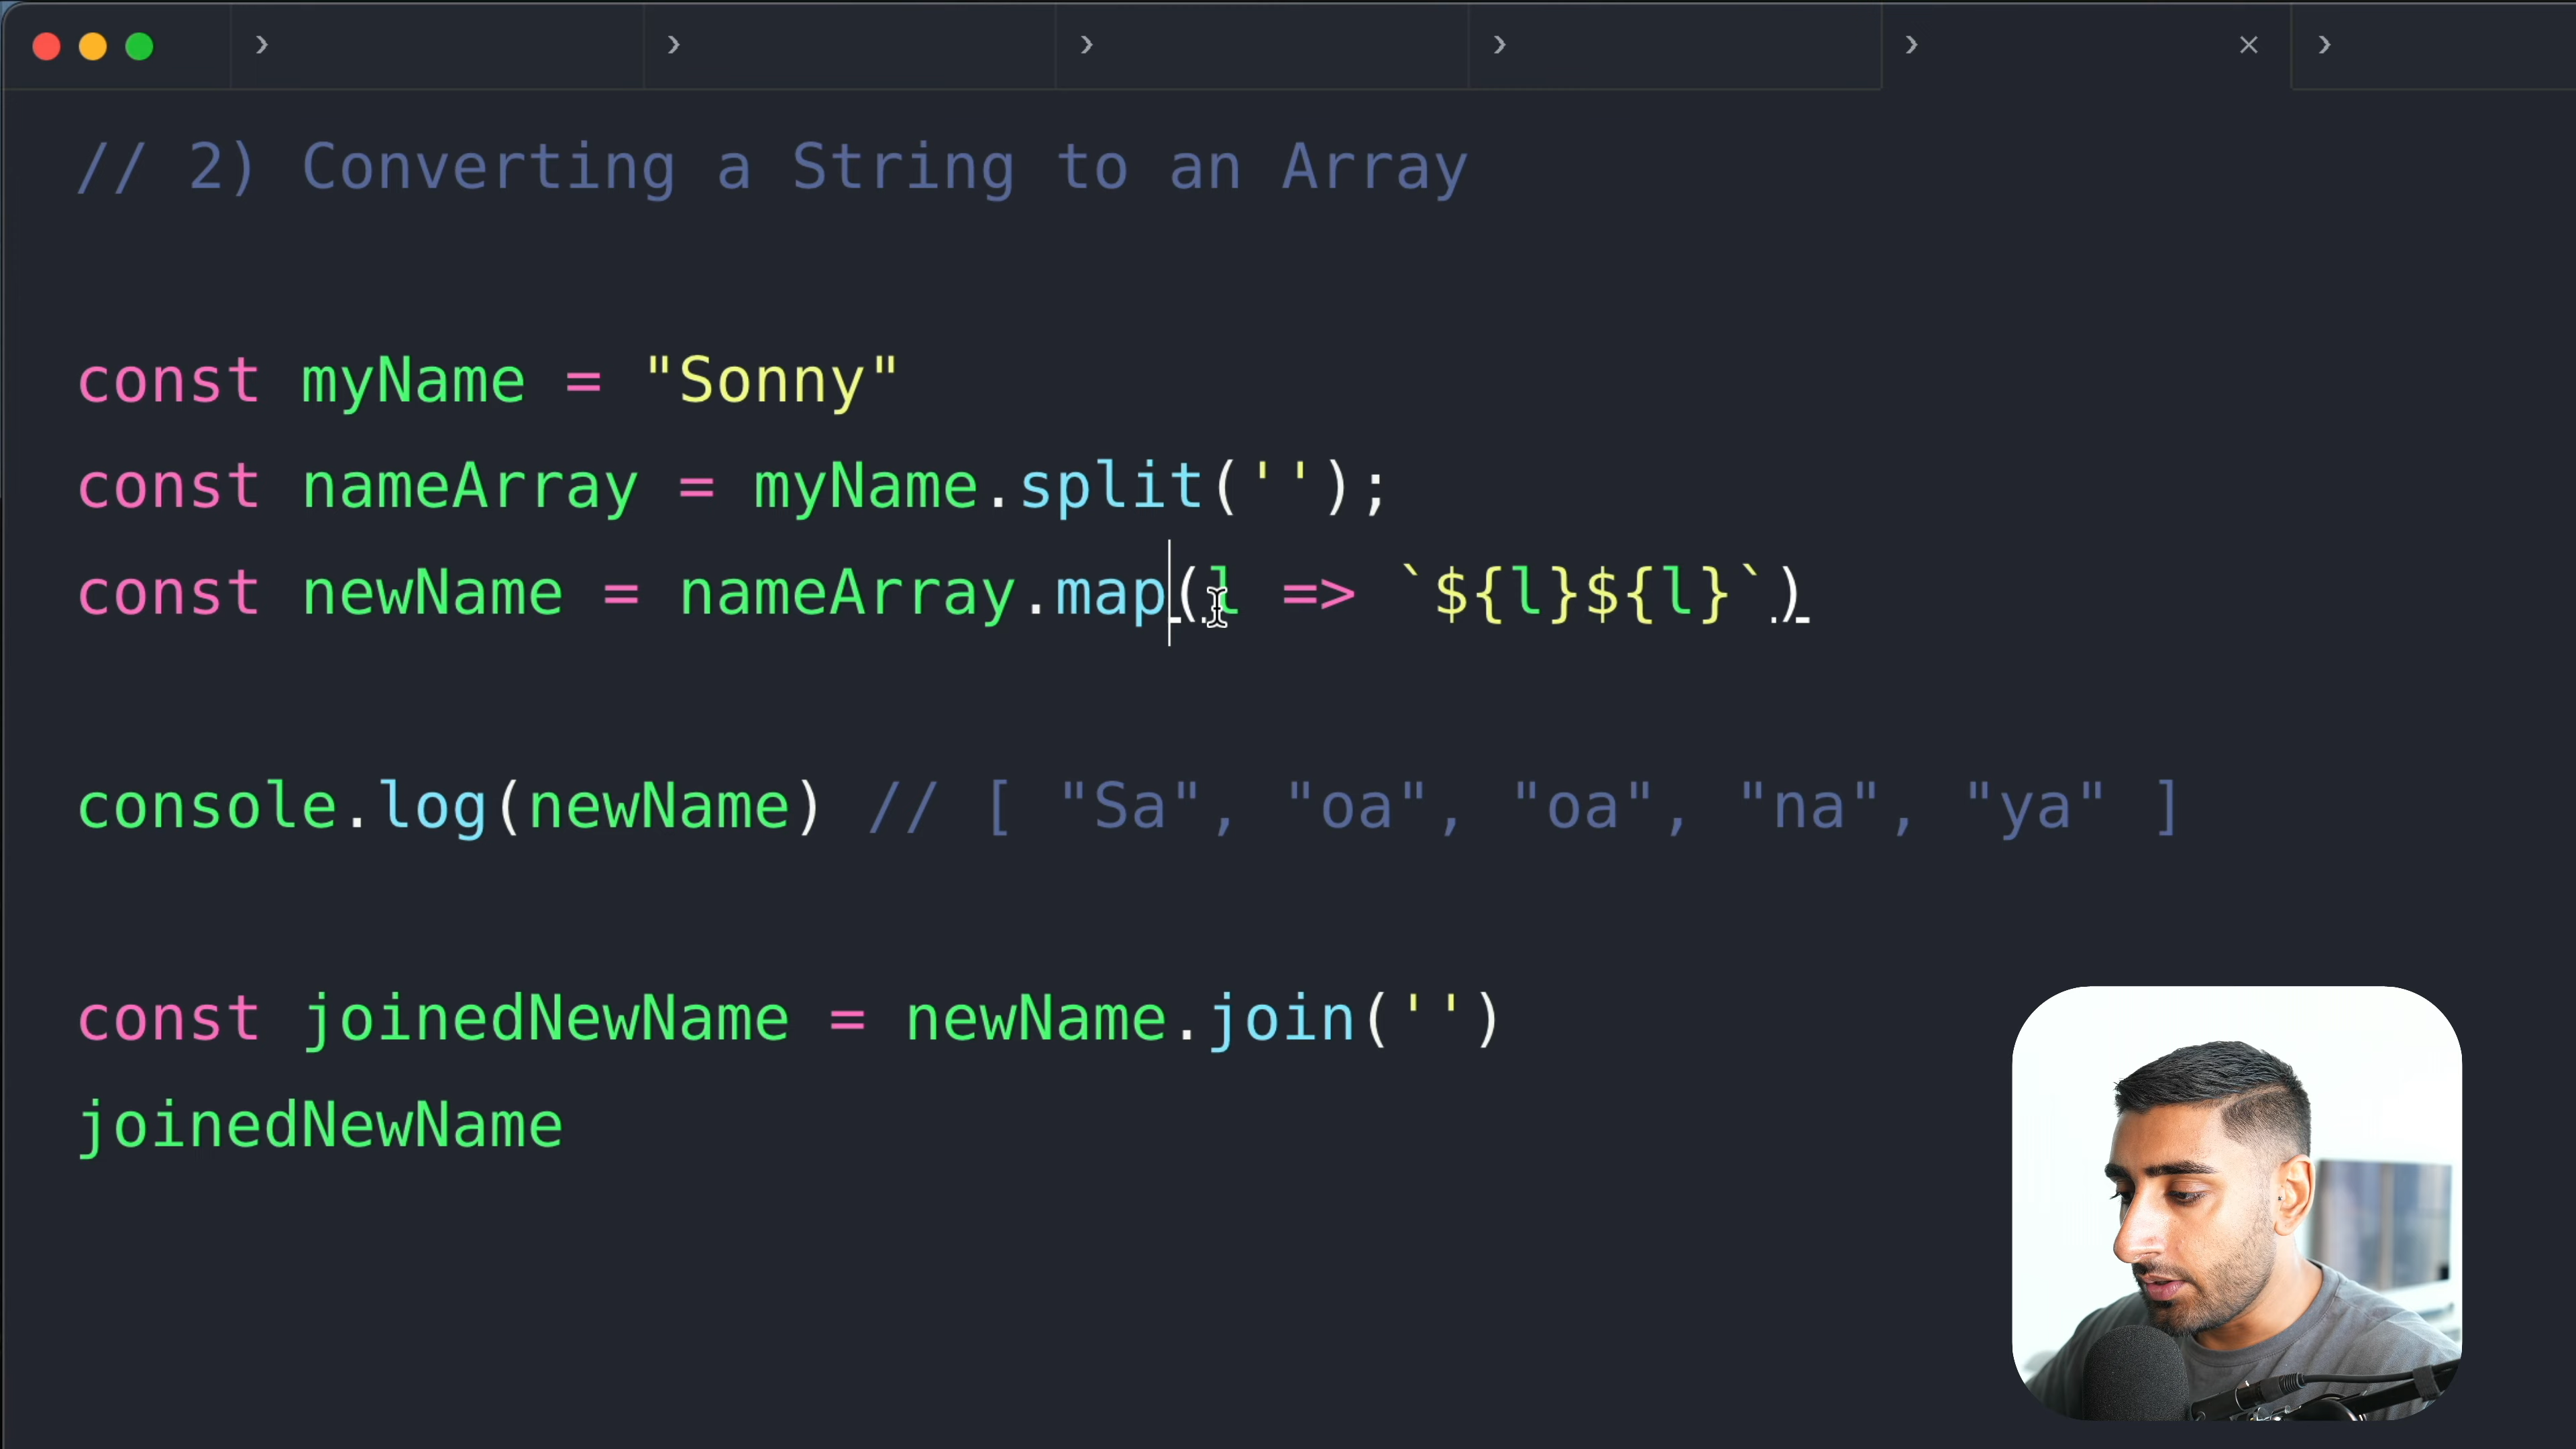 // 2) Converting a String to an Array
const myName = "Sonny"
const nameArray = myName.split('');
const newName = nameArray.map(l => `${l}${l}`)
console.log(newName) // [ "Sa", "oa", "oa", "na", "ya" ]
const joinedNewName = newName.join('')
joinedNewName